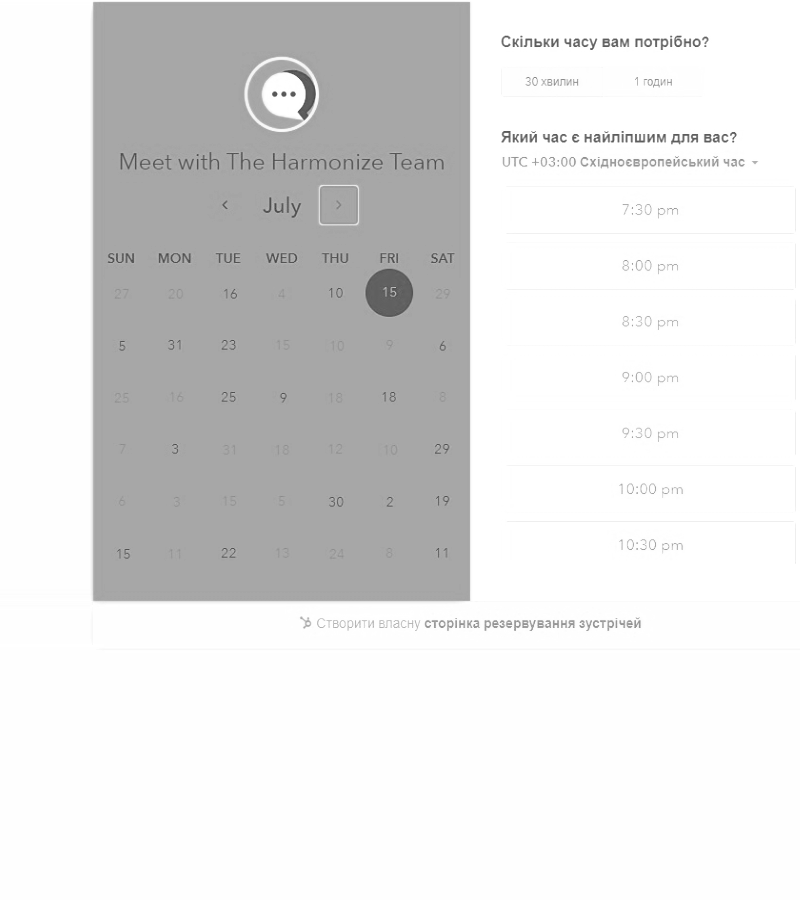 Meet with The Harmonize Team
July
SUN MON TUE WED THU FRI SAT
27 20 16 4 10 15 29
5 31 23 15 10 9 6
25 16 25 9 18 18 8
7 3 31 18 12 10 29
6 3 15 5 30 2 19
15 11 22 13 24 8 11
Скільки часу вам потрібно?
30 хвилин 1 годин
Який час є найліпшим для вас?
UTC +03:00 Східноєвропейський час
7:30 pm
8:00 pm
8:30 pm
9:00 pm
9:30 pm
10:00 pm
10:30 pm
Створити власну сторінка резервування зустрічей